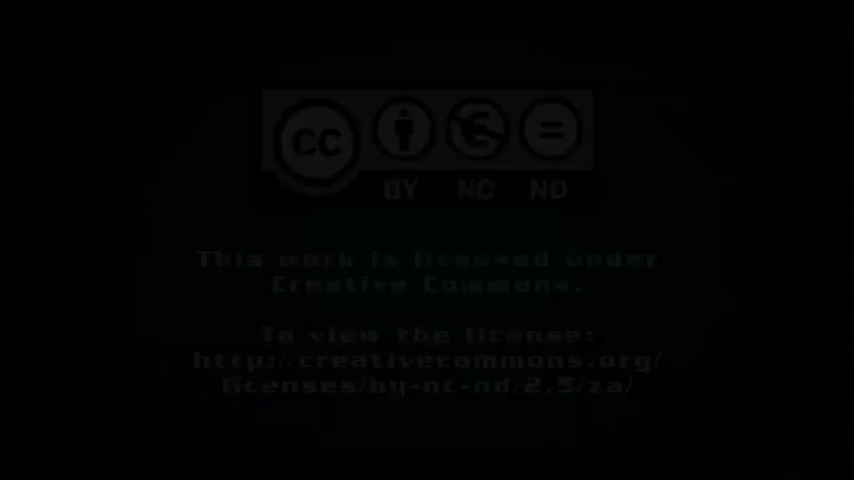 CC
BY NC ND
This work is licensed under
Creative Commons.
To view the license:
http://creativecommons.org/
licenses/by-nc-nd/2.5/za/